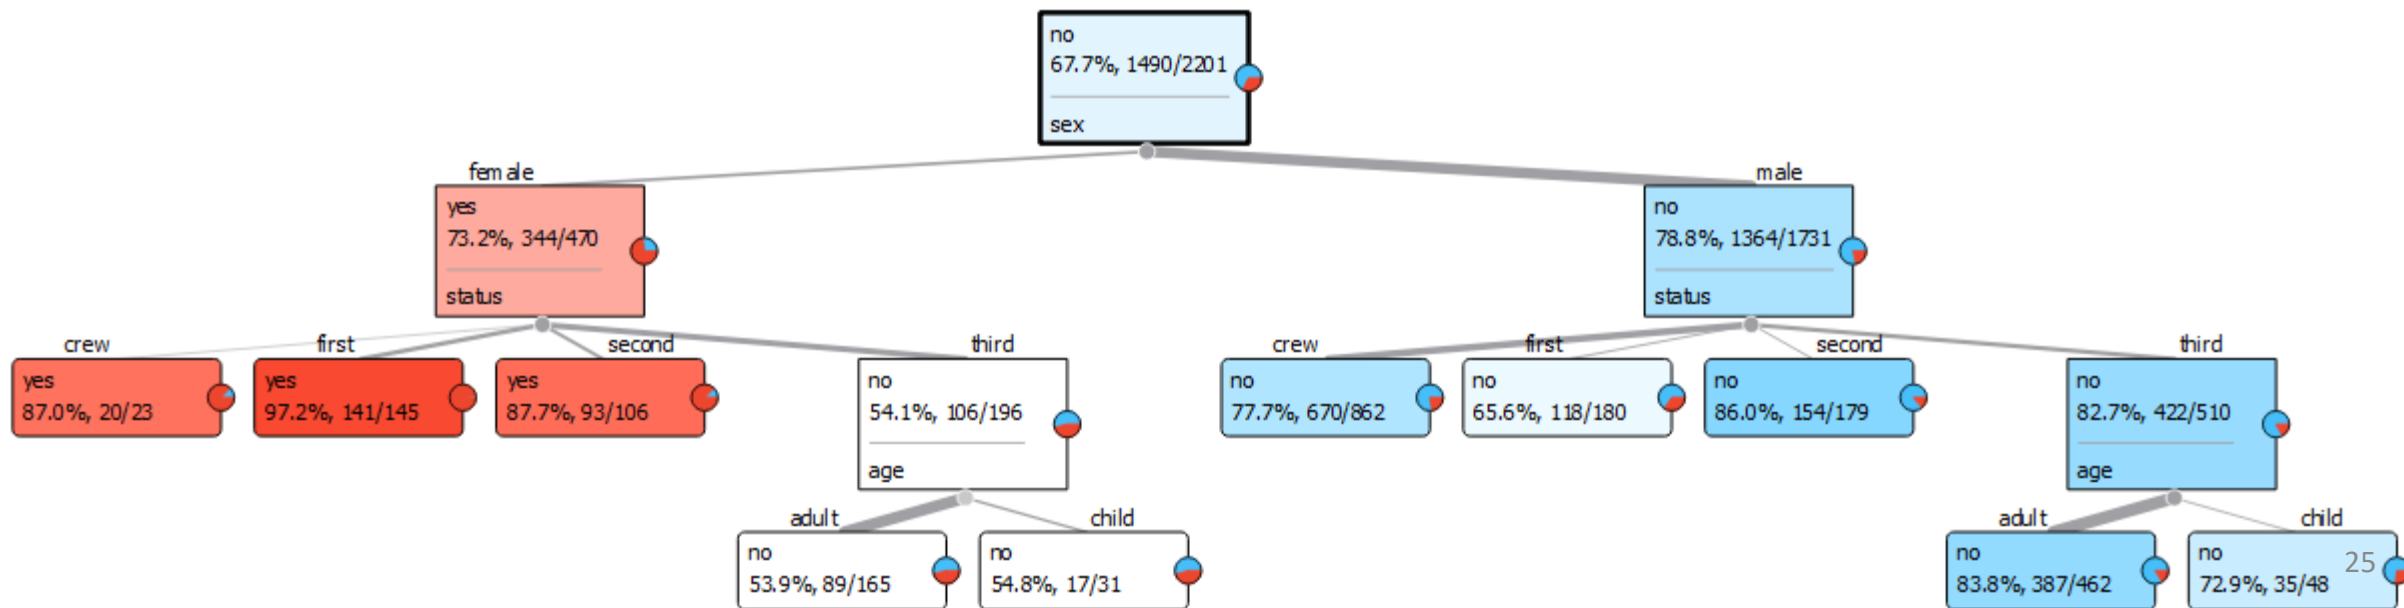 no
67.7%, 1490/2201
sex
female
male
yes
73.2%, 344/470
status
no
78.8%, 1364/1731
status
crew
first
second
third
crew
first
second
third
yes
87.0%, 20/23
yes
97.2%, 141/145
yes
87.7%, 93/106
no
54.1%, 106/196
age
no
77.7%, 670/862
no
65.6%, 118/180
no
86.0%, 154/179
no
82.7%, 422/510
age
adult
child
adult
child
no
53.9%, 89/165
no
54.8%, 17/31
no
83.8%, 387/462
no
72.9%, 35/48
25